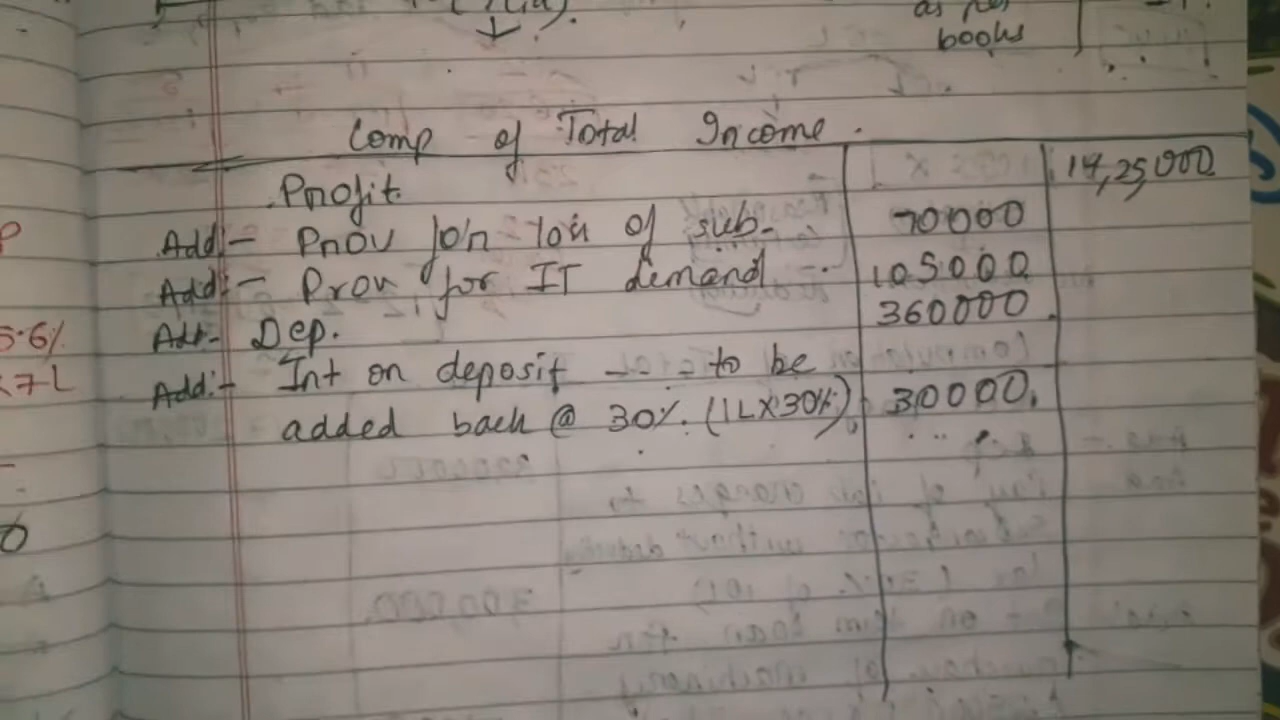 as per
books
Comp of Total Income.
Profit. 14,25,000
Add:- Prov for loss of sub. 70000
Add:- Prov for IT demand 105000
Add- Dep. 360000
Add:- Int on deposit - to be
added back @ 30%. (1L X 30%) 30000.
5.6%